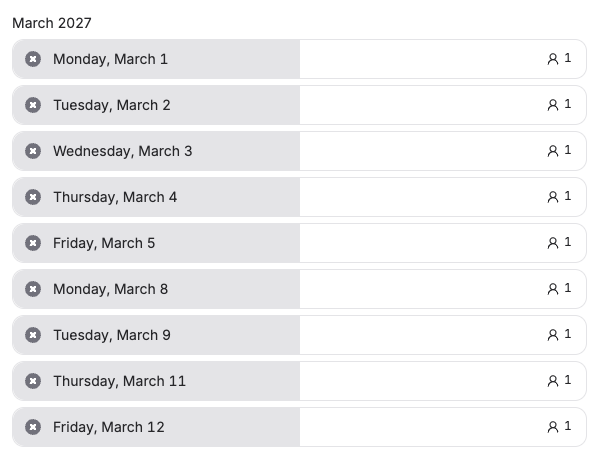 March 2027
Monday, March 1 1
Tuesday, March 2 1
Wednesday, March 3 1
Thursday, March 4 1
Friday, March 5 1
Monday, March 8 1
Tuesday, March 9 1
Thursday, March 11 1
Friday, March 12 1